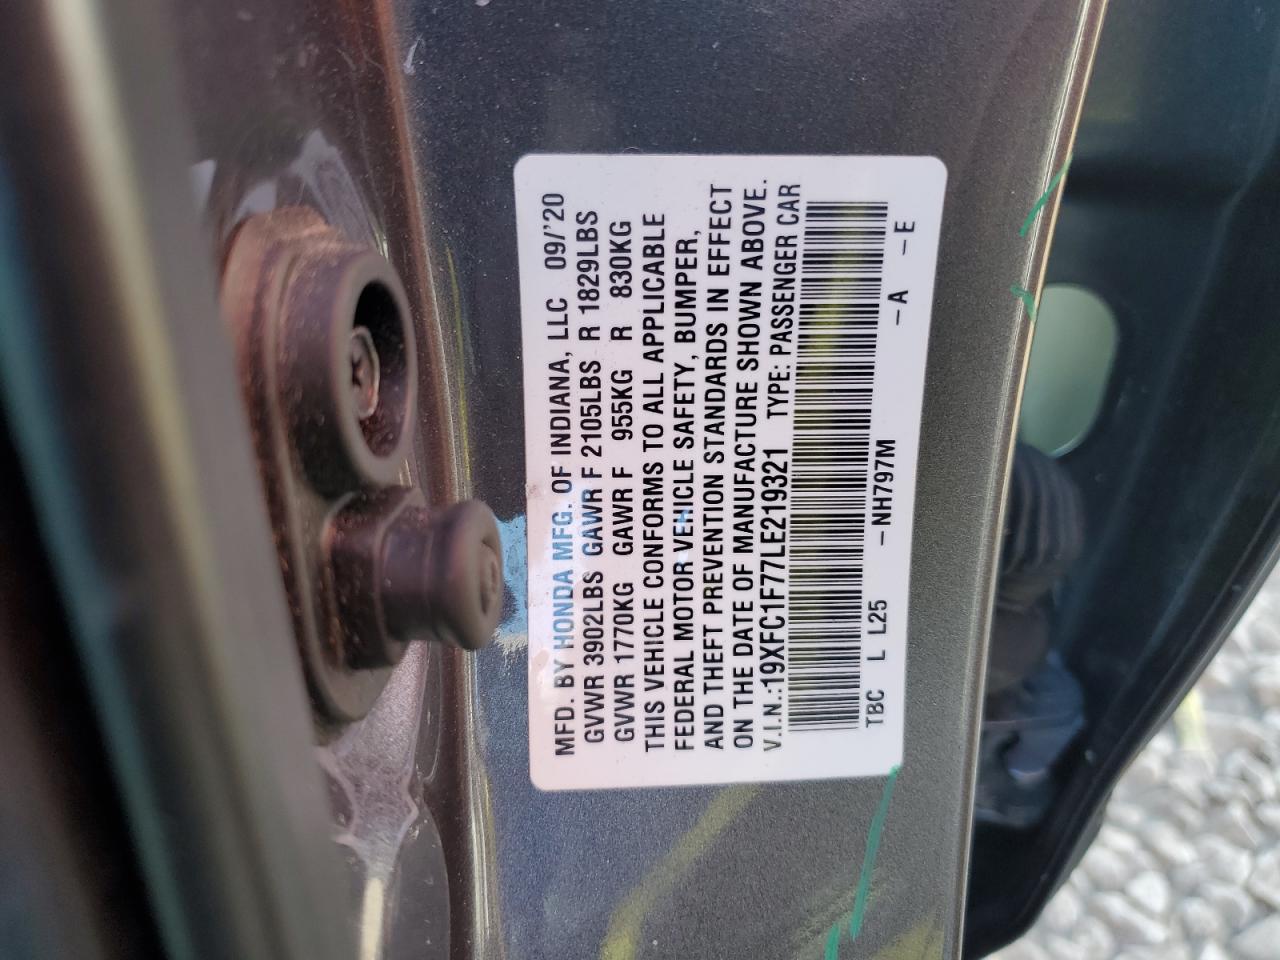 MFD. BY HONDA MFG. OF INDIANA, LLC 09/'20
GVWR 3902LBS GAWR F 2105LBS R 1829LBS
GVWR 1770KG GAWR F 955KG R 830KG
THIS VEHICLE CONFORMS TO ALL APPLICABLE
FEDERAL MOTOR VEHICLE SAFETY, BUMPER,
AND THEFT PREVENTION STANDARDS IN EFFECT
ON THE DATE OF MANUFACTURE SHOWN ABOVE.
V.I.N.:19XFC1F77LE219321 TYPE: PASSENGER CAR
TBC L L25 -NH797M -A -E